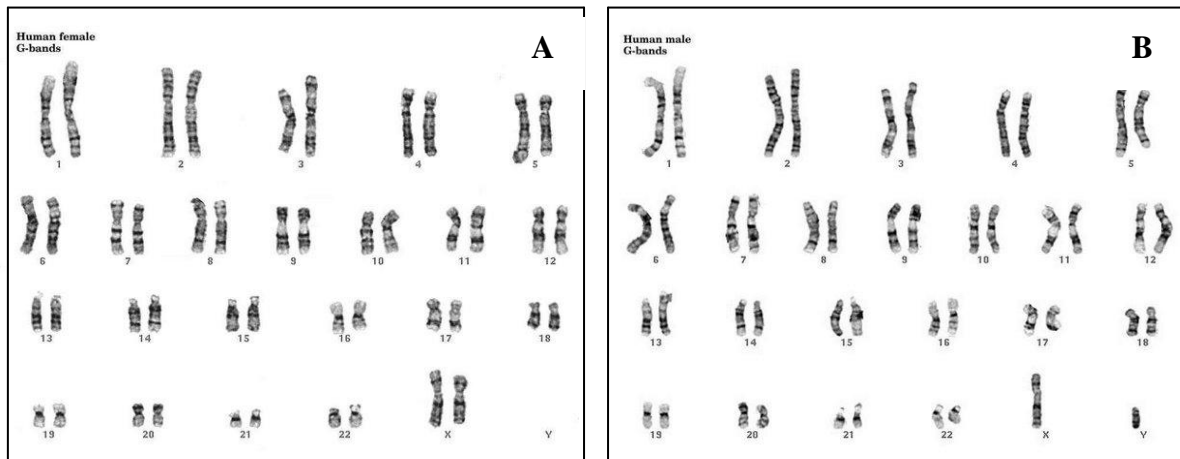 Human female
G-bands
A
1 2 3 4 5
6 7 8 9 10 11 12
13 14 15 16 17 18
19 20 21 22 X Y
Human male
G-bands
B
1 2 3 4 5
6 7 8 9 10 11 12
13 14 15 16 17 18
19 20 21 22 X Y